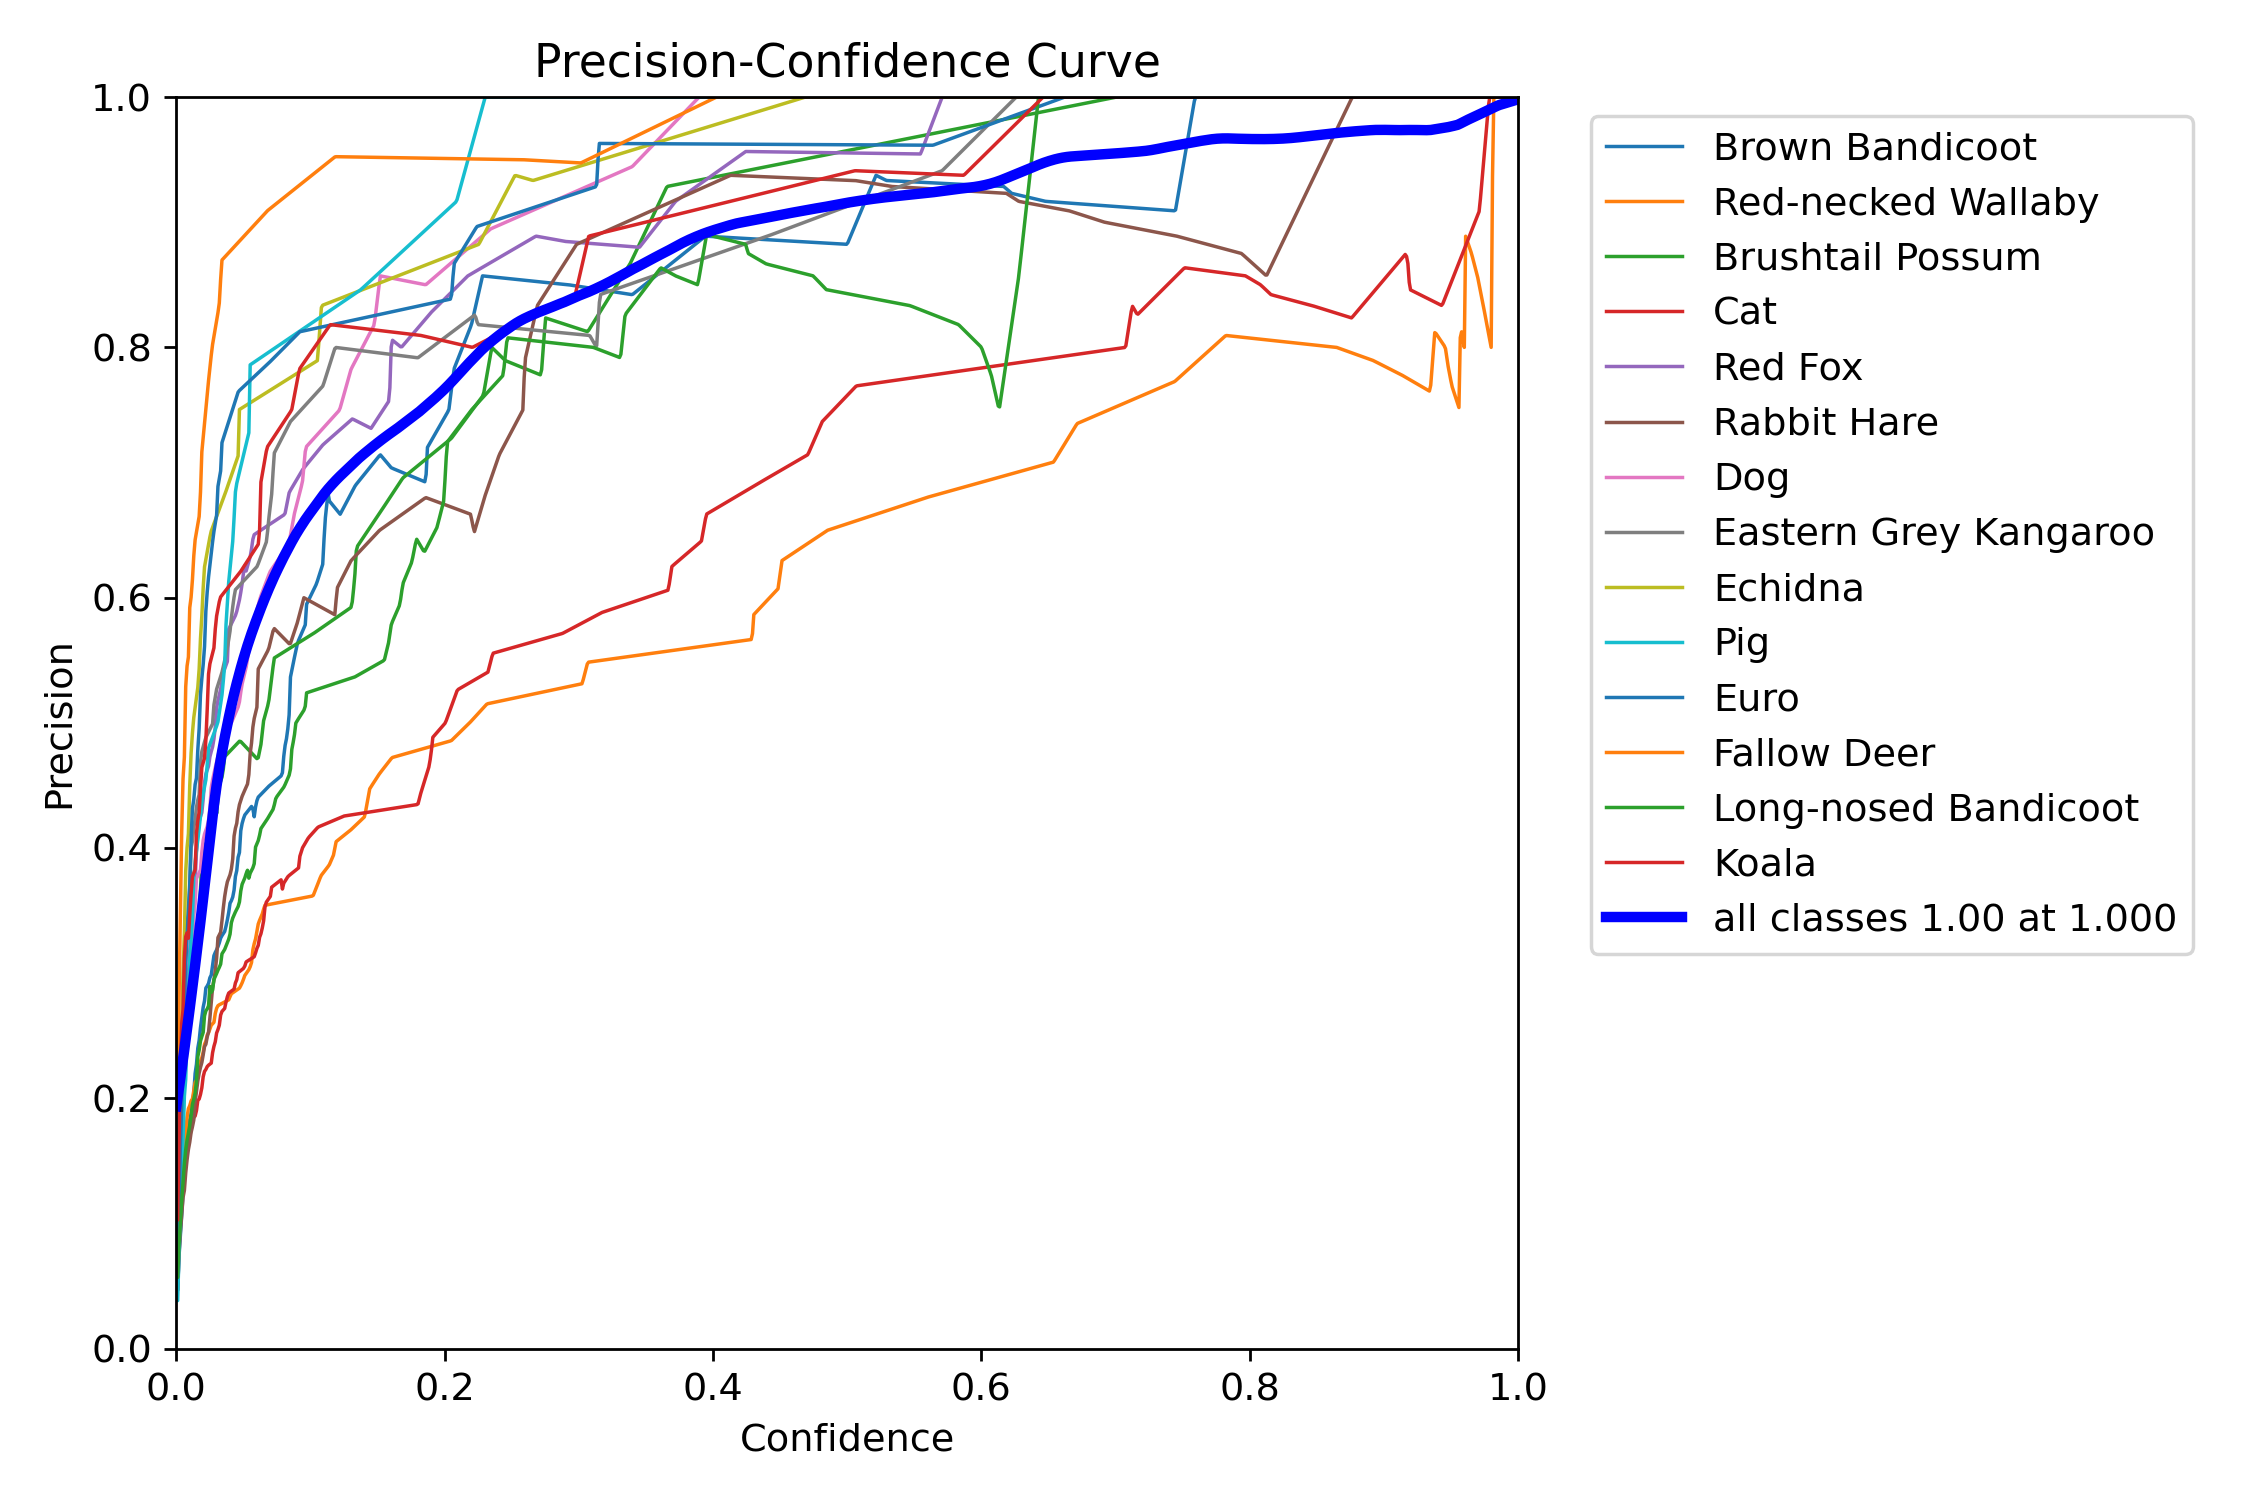 Precision-Confidence Curve
1.0
0.8
0.6
0.4
0.2
0.0
Precision
0.0 0.2 0.4 0.6 0.8 1.0
Confidence
Brown Bandicoot
Red-necked Wallaby
Brushtail Possum
Cat
Red Fox
Rabbit Hare
Dog
Eastern Grey Kangaroo
Echidna
Pig
Euro
Fallow Deer
Long-nosed Bandicoot
Koala
all classes 1.00 at 1.000